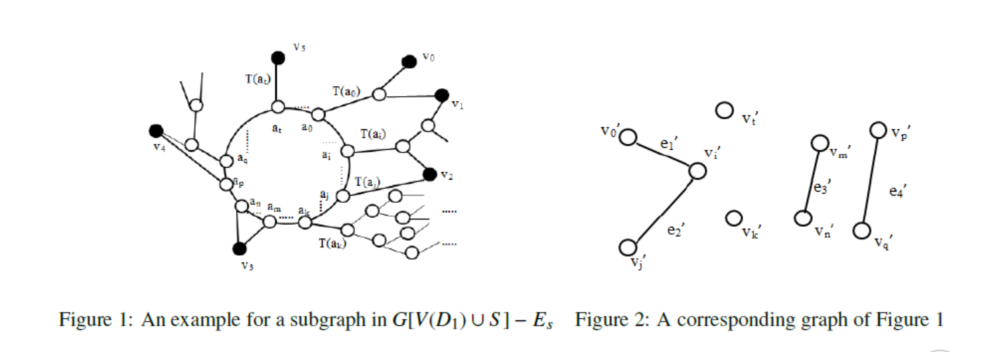 v5
v0
T(at)
T(a0)
v1
at
a0
T(ai)
v4
ai
aq
v2
ap
T(aj)
aj
an
am
ak
.....
T(ak)
.....
v3
vt′
v0′
vp′
e1′
vi′
vm′
e3′
e4′
e2′
vk′
vn′
vq′
vj′
Figure 1: An example for a subgraph in G[V(D1) ∪ S] − Es
Figure 2: A corresponding graph of Figure 1